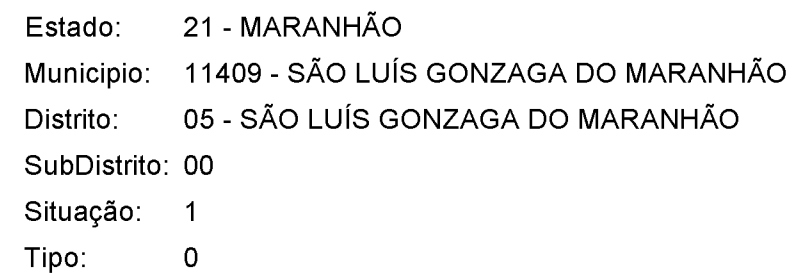 Estado: 21 - MARANHÃO
Municipio: 11409 - SÃO LUÍS GONZAGA DO MARANHÃO
Distrito: 05 - SÃO LUÍS GONZAGA DO MARANHÃO
SubDistrito: 00
Situação: 1
Tipo: 0